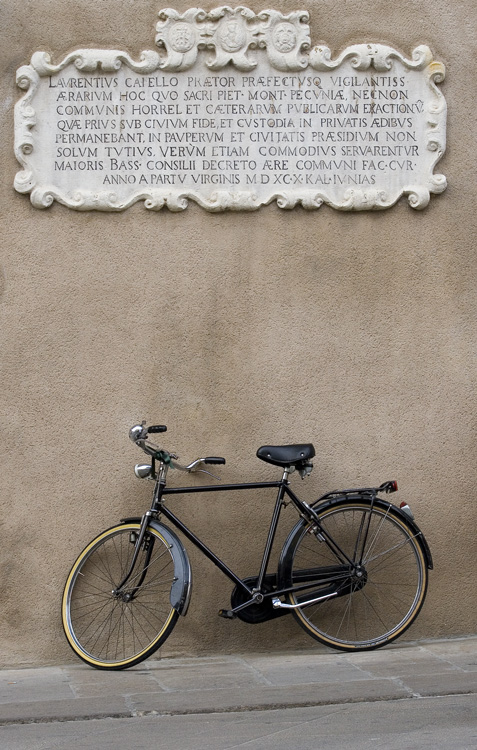 LAVRENTIVS CAPELLO PRÆTOR PRÆFECTVSQ VIGILANTISS
ÆRARIVM HOC QVO SACRI PIET· MONT· PECVNIÆ, NECNON
COMMVNIS HORREI, ET CÆTERARVM PVBLICARVM EXACTIONV̄
QVÆ PRIVS SVB CIVIVM FIDE, ET CVSTODIA IN PRIVATIS ÆDIBVS
PERMANEBANT, IN PAVPERVM ET CIVITATIS PRÆSIDIVM NON
SOLVM TVTIVS VERVM ETIAM COMMODIVS SERVARENTVR
MAIORIS BASS· CONSILII DECRETO ÆRE COMMVNI FAC· CVR·
ANNO A PARTV VIRGINIS M D XC· X· KAL· IVNIAS